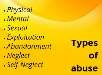 Physical
Mental
Sexual
Exploitation
Abandonment
Neglect
Self Neglect
Types
of
abuse